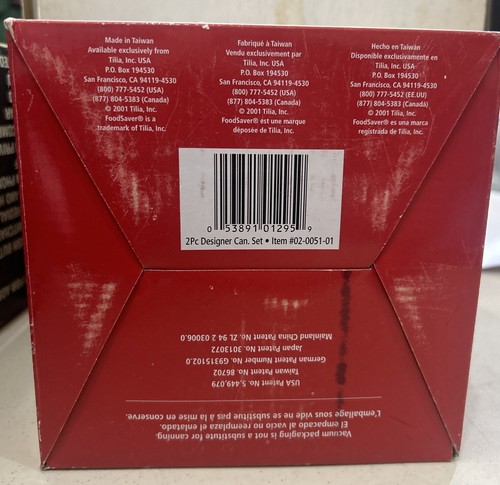 Made in Taiwan
Available exclusively from
Tilia, Inc. USA
P.O. Box 194530
San Francisco, CA 94119-4530
(800) 777-5452 (USA)
(877) 804-5383 (Canada)
© 2001 Tilia, Inc.
FoodSaver® is a
trademark of Tilia, Inc.
Fabriqué à Taiwan
Vendu exclusivement par
Tilia, Inc. USA
P.O. Box 194530
San Francisco, CA 94119-4530
(800) 777-5452 (USA)
(877) 804-5383 (Canada)
© 2001 Tilia, Inc.
FoodSaver® est une marque
déposée de Tilia, Inc.
Hecho en Taiwán
Disponible exclusivamente en
Tilia, Inc. USA
P.O. Box 194530
San Francisco, CA 94119-4530
(800) 777-5452 (EE.UU)
(877) 804-5383 (Canada)
© 2001 Tilia, Inc.
FoodSaver® es una marca
registrada de Tilia, Inc.
0 53891 01295 9
2Pc Designer Can. Set • Item #02-0051-01
Vacuum packaging is not a substitute for canning.
El empacado al vacio no reemplaza el enlatado.
L'emballage sous vide ne se substitue pas à la mise en conserve.
USA Patent No. 5,449,079
Taiwan Patent No. 86702
German Patent Number G9315102.0
Japan Patent No. 3013072
Mainland China Patent No. ZL 94 2 03006.0